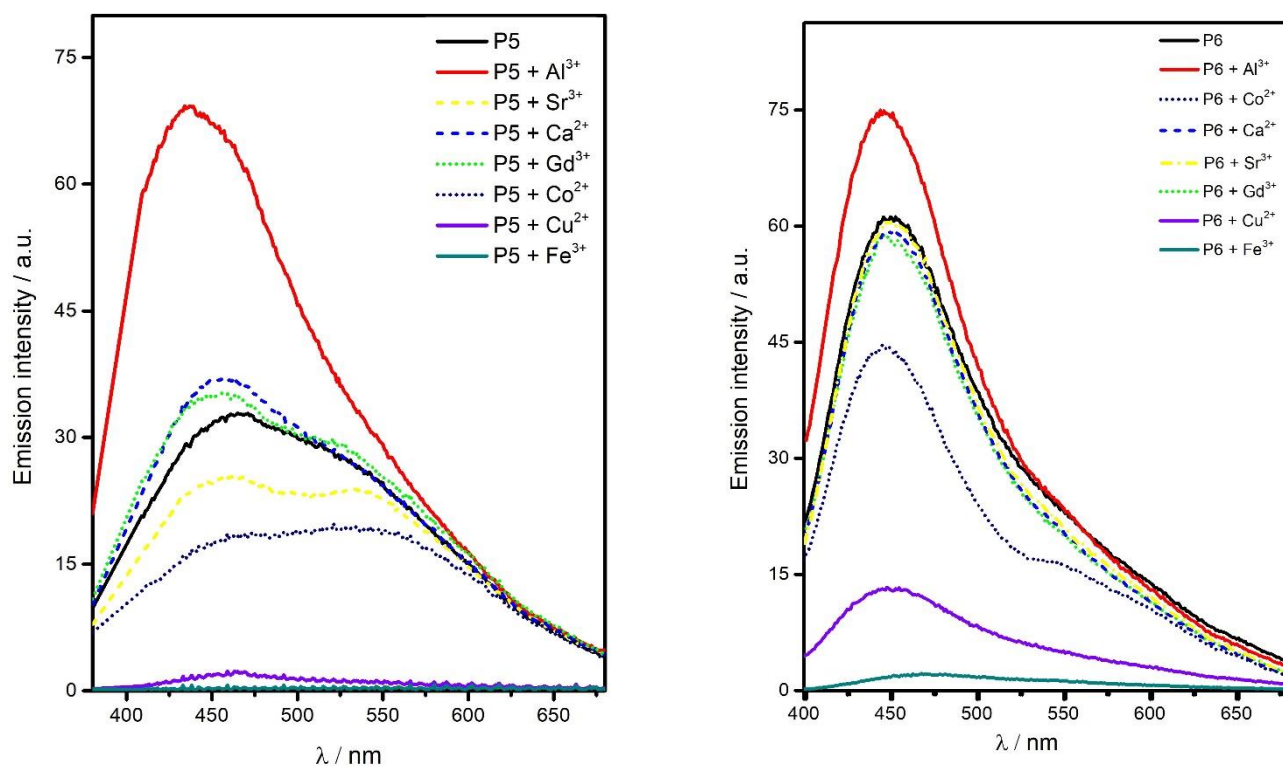 75
60
45
30
15
0
Emission intensity / a.u.
400 450 500 550 600 650
λ / nm
P5
P5 + Al³⁺
P5 + Sr³⁺
P5 + Ca²⁺
P5 + Gd³⁺
P5 + Co²⁺
P5 + Cu²⁺
P5 + Fe³⁺
75
60
45
30
15
0
Emission intensity / a.u.
400 450 500 550 600 650
λ / nm
P6
P6 + Al³⁺
P6 + Co²⁺
P6 + Ca²⁺
P6 + Sr³⁺
P6 + Gd³⁺
P6 + Cu²⁺
P6 + Fe³⁺